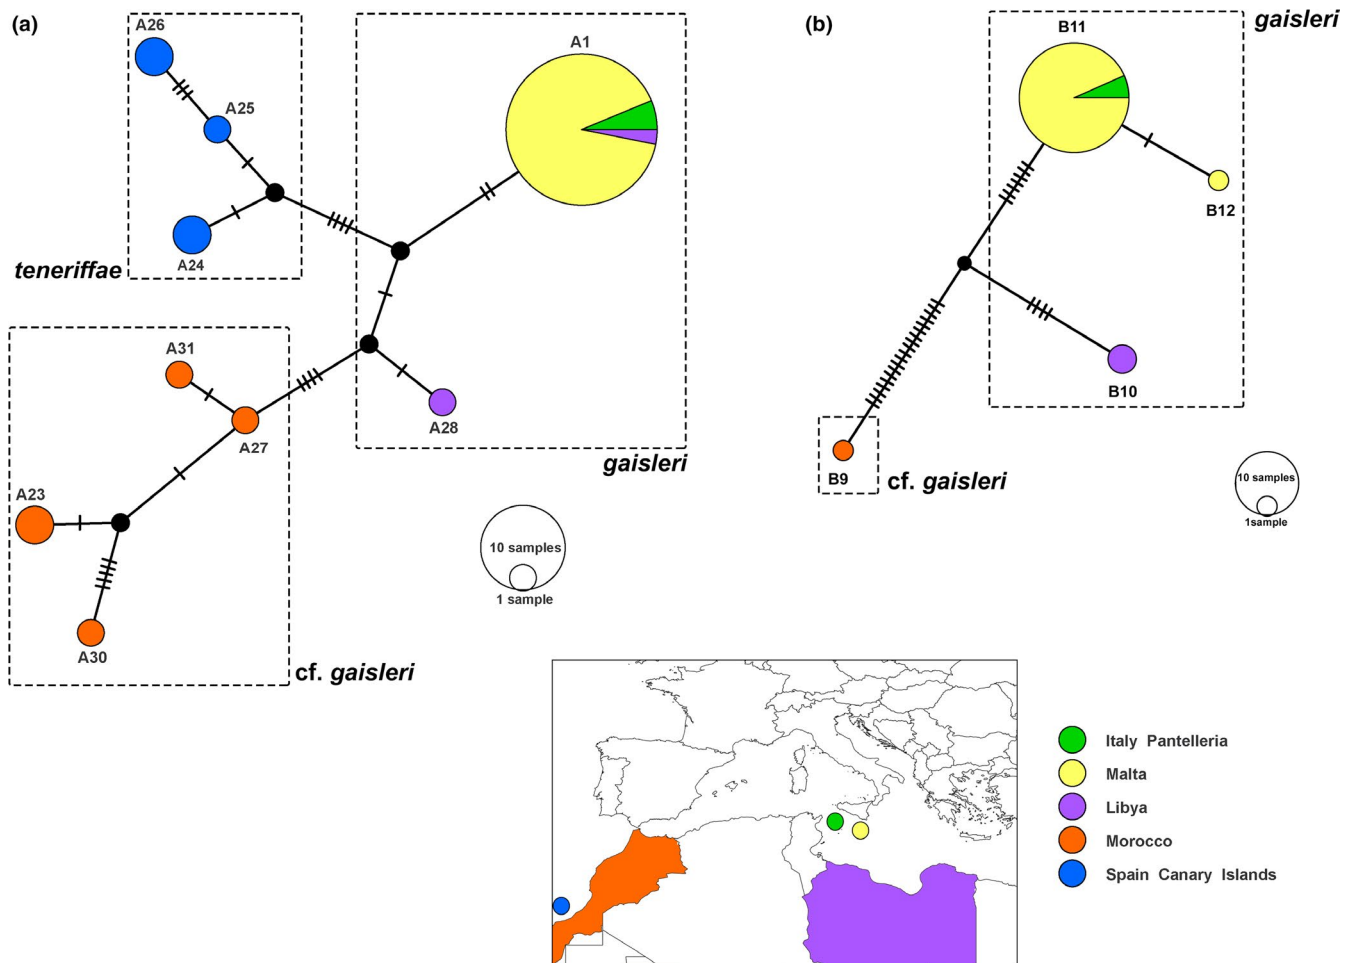 (a)
A26
A25
A24
teneriffae
A1
A28
gaisleri
A31
A27
A23
A30
cf. gaisleri
10 samples
1 sample
(b)
gaisleri
B11
B12
B10
B9
cf. gaisleri
10 samples
1sample
Italy Pantelleria
Malta
Libya
Morocco
Spain Canary Islands